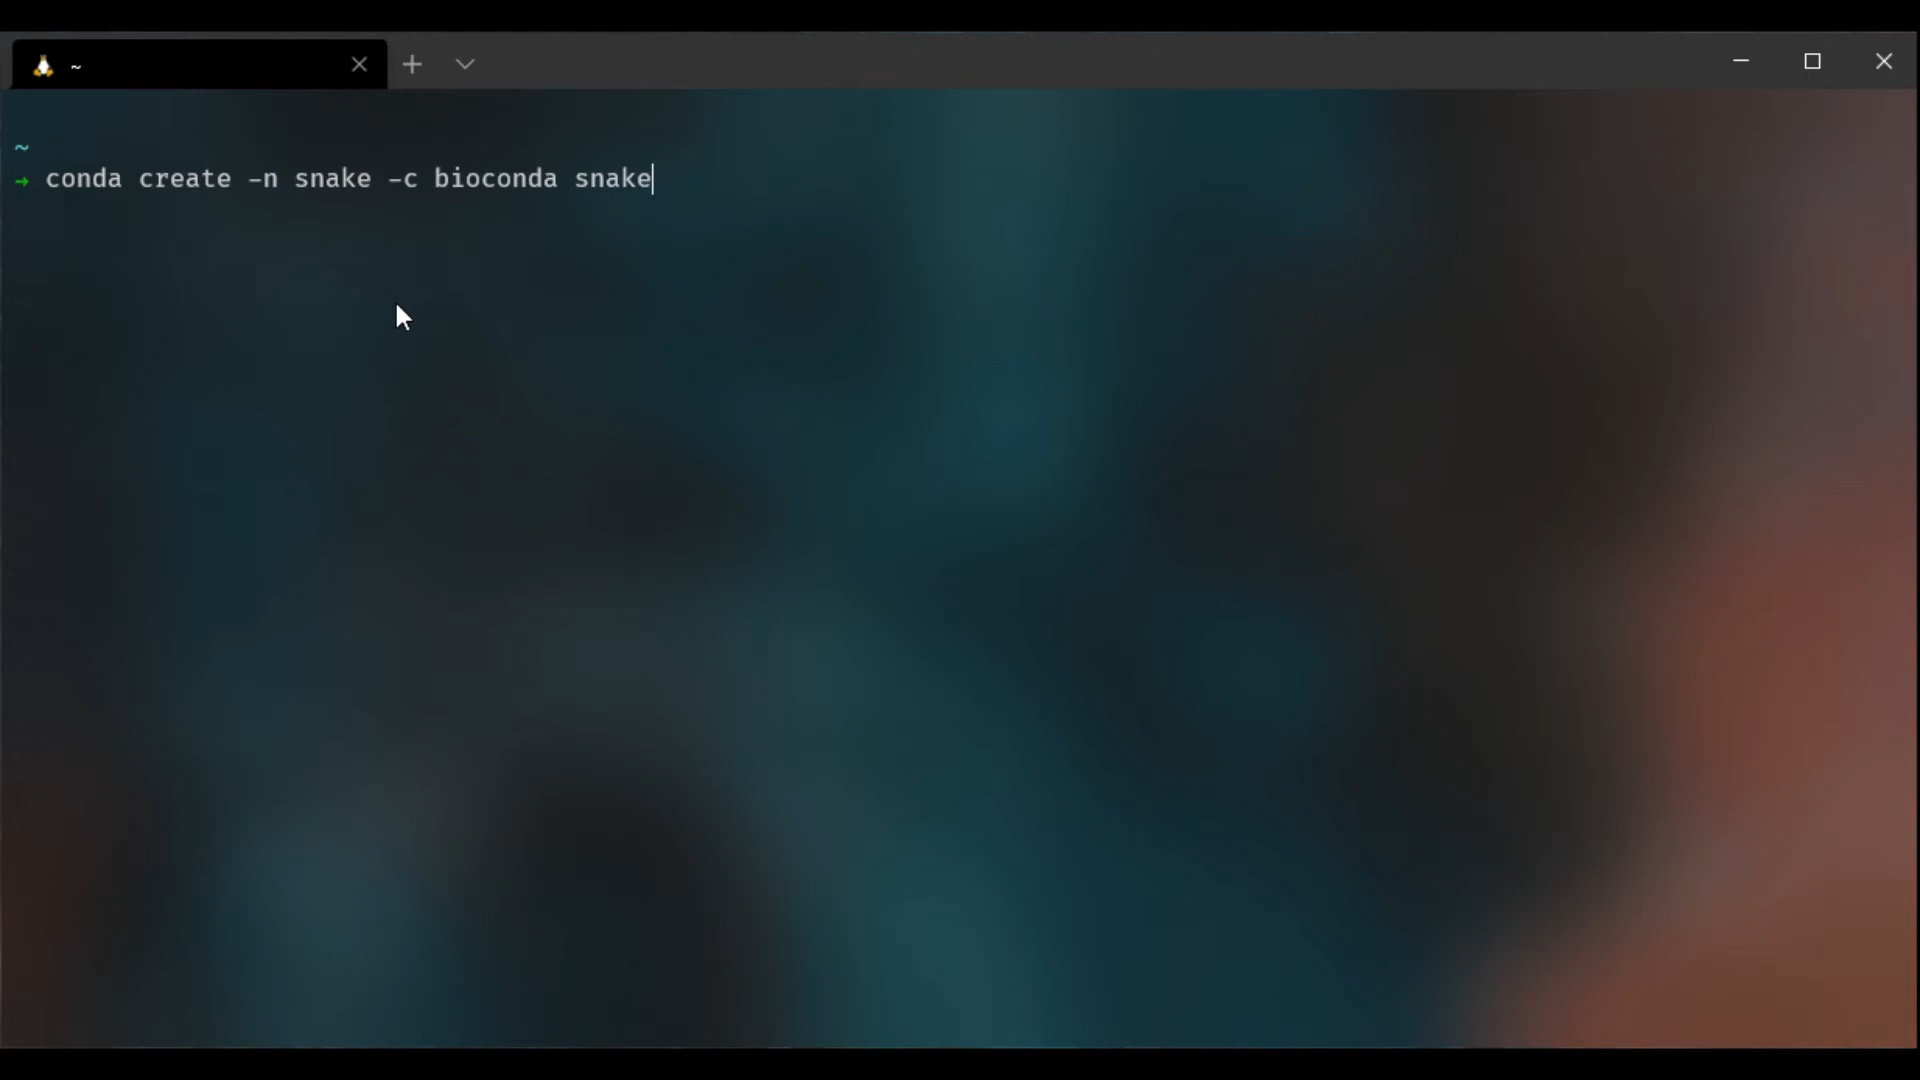 ~
~
→ conda create -n snake -c bioconda snake